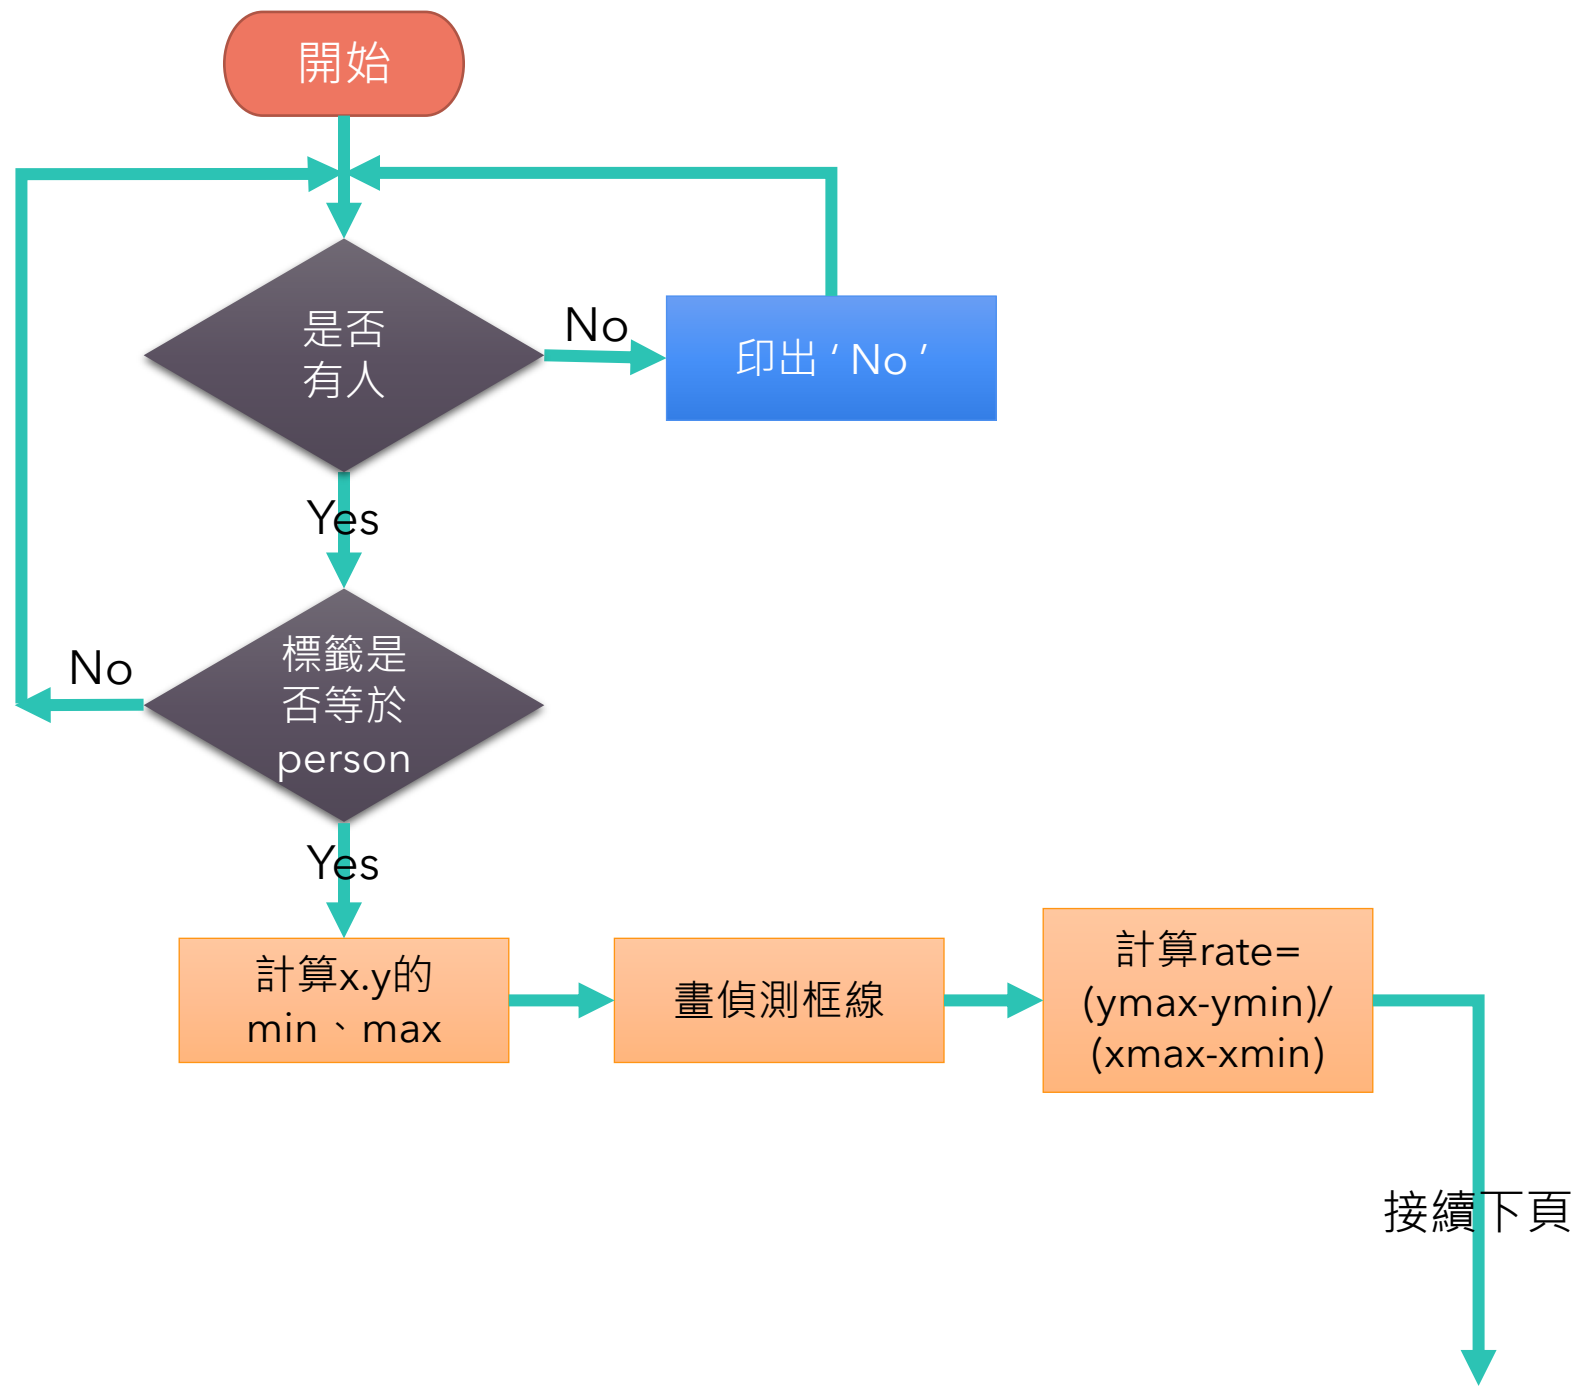 開始
是否
有人
No
印出 ‘ No ’
Yes
No
標籤是
否等於
person
Yes
計算x.y的
min、max
畫偵測框線
計算rate=
(ymax-ymin)/
(xmax-xmin)
接續下頁